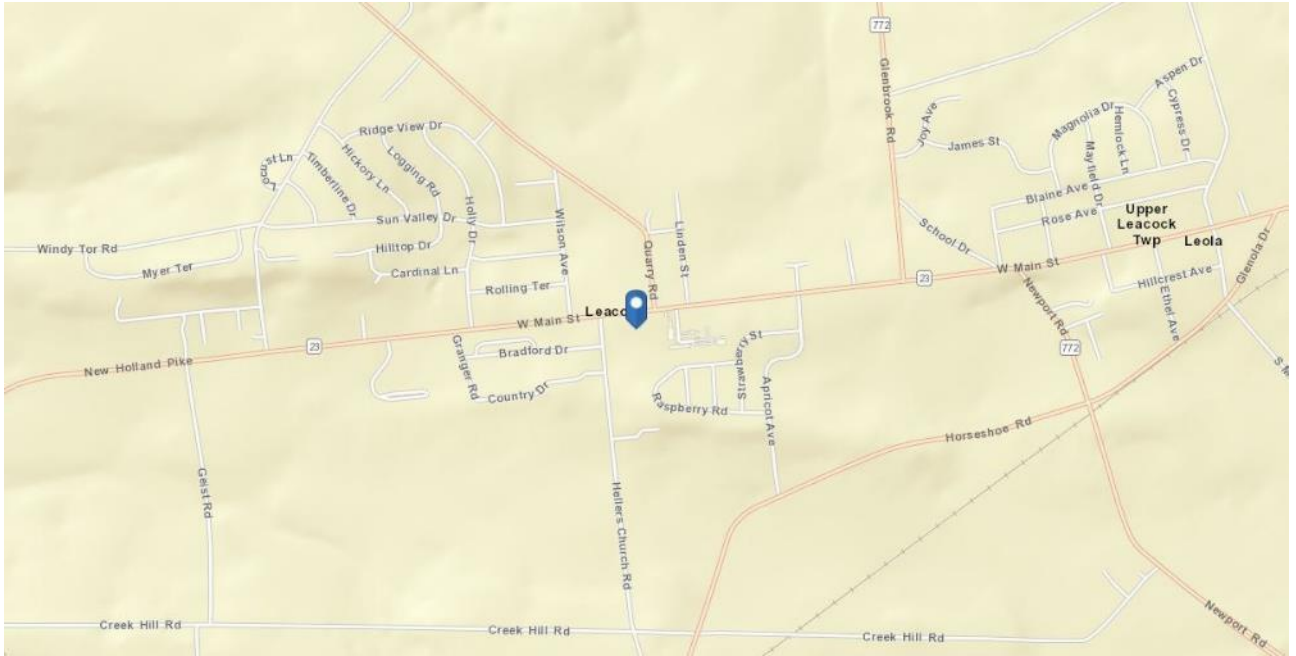 772
Glenbrook Rd
Aspen Dr
Cypress Dr
Magnolia Dr
Hemlock Ln
Mayfield Dr
Joy Ave
James St
Ridge View Dr
Locust Ln
Timberline Dr
Hickory Ln
Logging Rd
Holly Dr
Wilson Ave
Blaine Ave
Rose Ave
Upper
Leacock
Twp
Leola
Windy Tor Rd
Sun Valley Dr
Hilltop Dr
Myer Ter
Cardinal Ln
Rolling Ter
Quarry Rd
Linden St
School Dr
W Main St
23
Hillcrest Ave
Glenola Dr
Ethel Ave
Newport Rd
772
Leaco
W Main St
23
New Holland Pike
Granger Rd
Bradford Dr
Country Dr
Strawberry St
Raspberry Rd
Apricot Ave
Horseshoe Rd
Geist Rd
Hellers Church Rd
Creek Hill Rd
Creek Hill Rd
Creek Hill Rd
Newport Rd